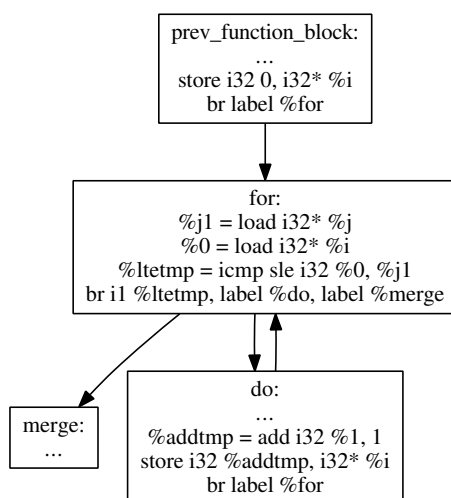 prev_function_block:
...
store i32 0, i32* %i
br label %for
for:
%j1 = load i32* %j
%0 = load i32* %i
%ltetmp = icmp sle i32 %0, %j1
br i1 %ltetmp, label %do, label %merge
merge:
...
do:
...
%addtmp = add i32 %1, 1
store i32 %addtmp, i32* %i
br label %for